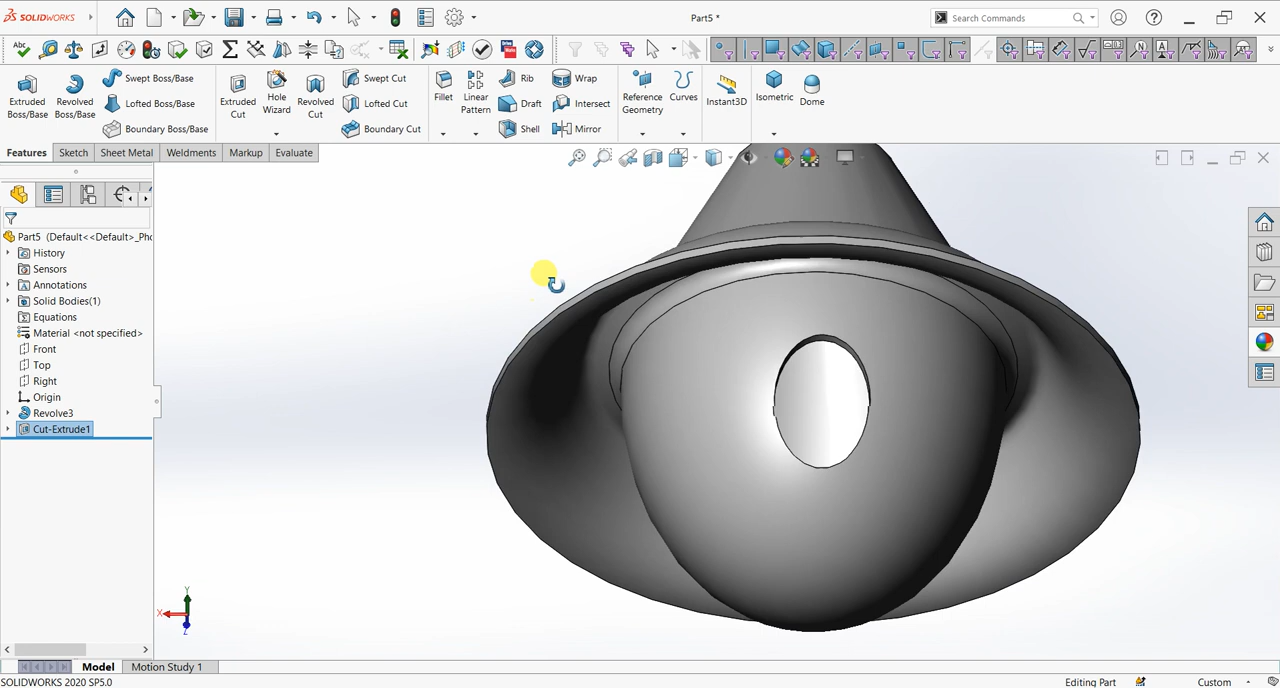 SOLIDWORKS
Part5 *
Search Commands
Extruded Boss/Base
Revolved Boss/Base
Swept Boss/Base
Lofted Boss/Base
Boundary Boss/Base
Extruded Cut
Hole Wizard
Revolved Cut
Swept Cut
Lofted Cut
Boundary Cut
Fillet
Linear Pattern
Rib
Draft
Shell
Wrap
Intersect
Mirror
Reference Geometry
Curves
Instant3D
Isometric
Dome
Features
Sketch
Sheet Metal
Weldments
Markup
Evaluate
Part5 (Default<<Default>_Pho
History
Sensors
Annotations
Solid Bodies(1)
Equations
Material <not specified>
Front
Top
Right
Origin
Revolve3
Cut-Extrude1
Y
X
Z
Model
Motion Study 1
SOLIDWORKS 2020 SP5.0
Editing Part
Custom